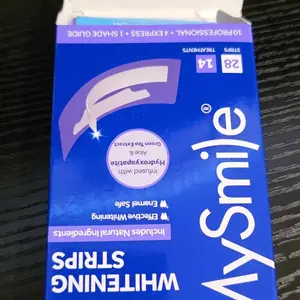 MySmile®
WHITENING
STRIPS
Includes Natural Ingredients
Effective Whitening
Enamel Safe
Infused with
Hydroxyapatite
Aloe &
Green Tea Extract
28
STRIPS
14
TREATMENTS
10 PROFESSIONAL + 4 EXPRESS + 1 SHADE GUIDE